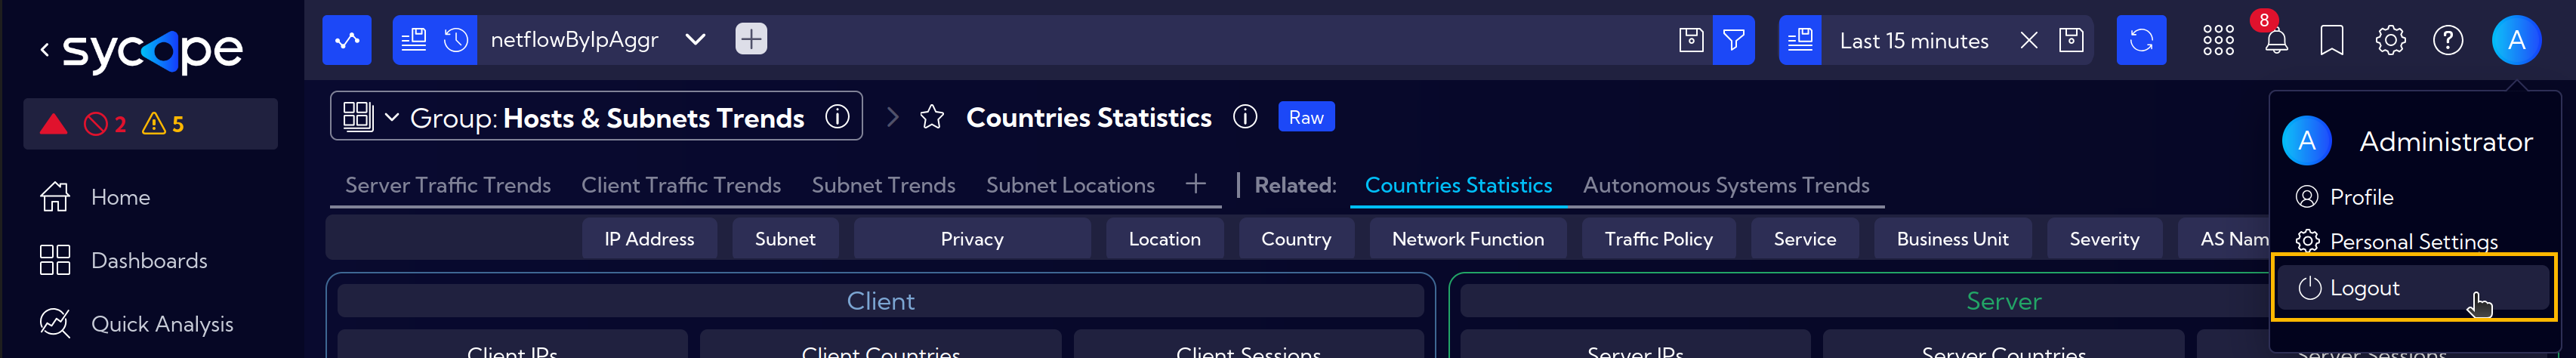 sycope
netflowByIpAggr
Last 15 minutes
8
A
2 5
Group: Hosts & Subnets Trends
Countries Statistics
Raw
A Administrator
Home
Server Traffic Trends Client Traffic Trends Subnet Trends Subnet Locations
Related: Countries Statistics Autonomous Systems Trends
Profile
IP Address Subnet Privacy Location Country Network Function Traffic Policy Service Business Unit Severity AS Nam
Personal Settings
Dashboards
Logout
Client
Server
Quick Analysis
Client IPs Client Countries Client Sessions
Server IPs Server Countries Server Sessions